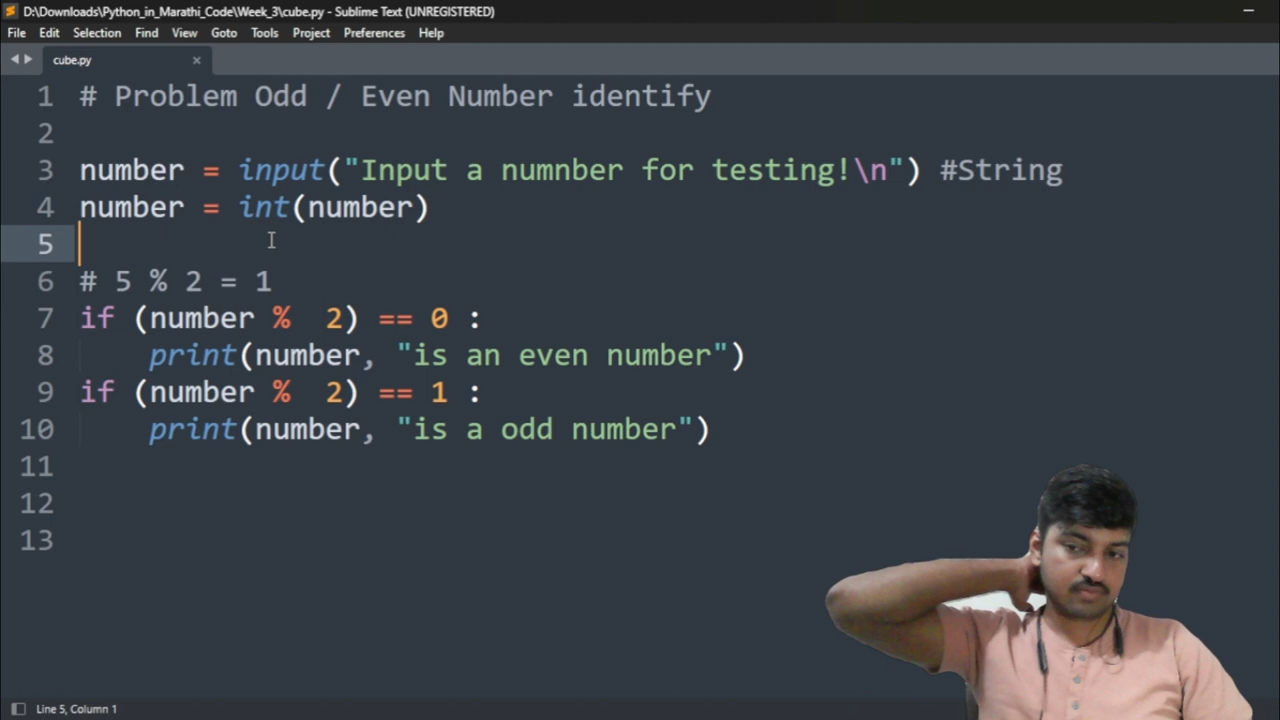 D:\Downloads\Python_in_Marathi_Code\Week_3\cube.py - Sublime Text (UNREGISTERED)
File Edit Selection Find View Goto Tools Project Preferences Help
cube.py
1 # Problem Odd / Even Number identify
2
3 number = input("Input a numnber for testing!\n") #String
4 number = int(number)
5
6 # 5 % 2 = 1
7 if (number %  2) == 0 :
8     print(number, "is an even number")
9 if (number %  2) == 1 :
10     print(number, "is a odd number")
11
12
13
Line 5, Column 1